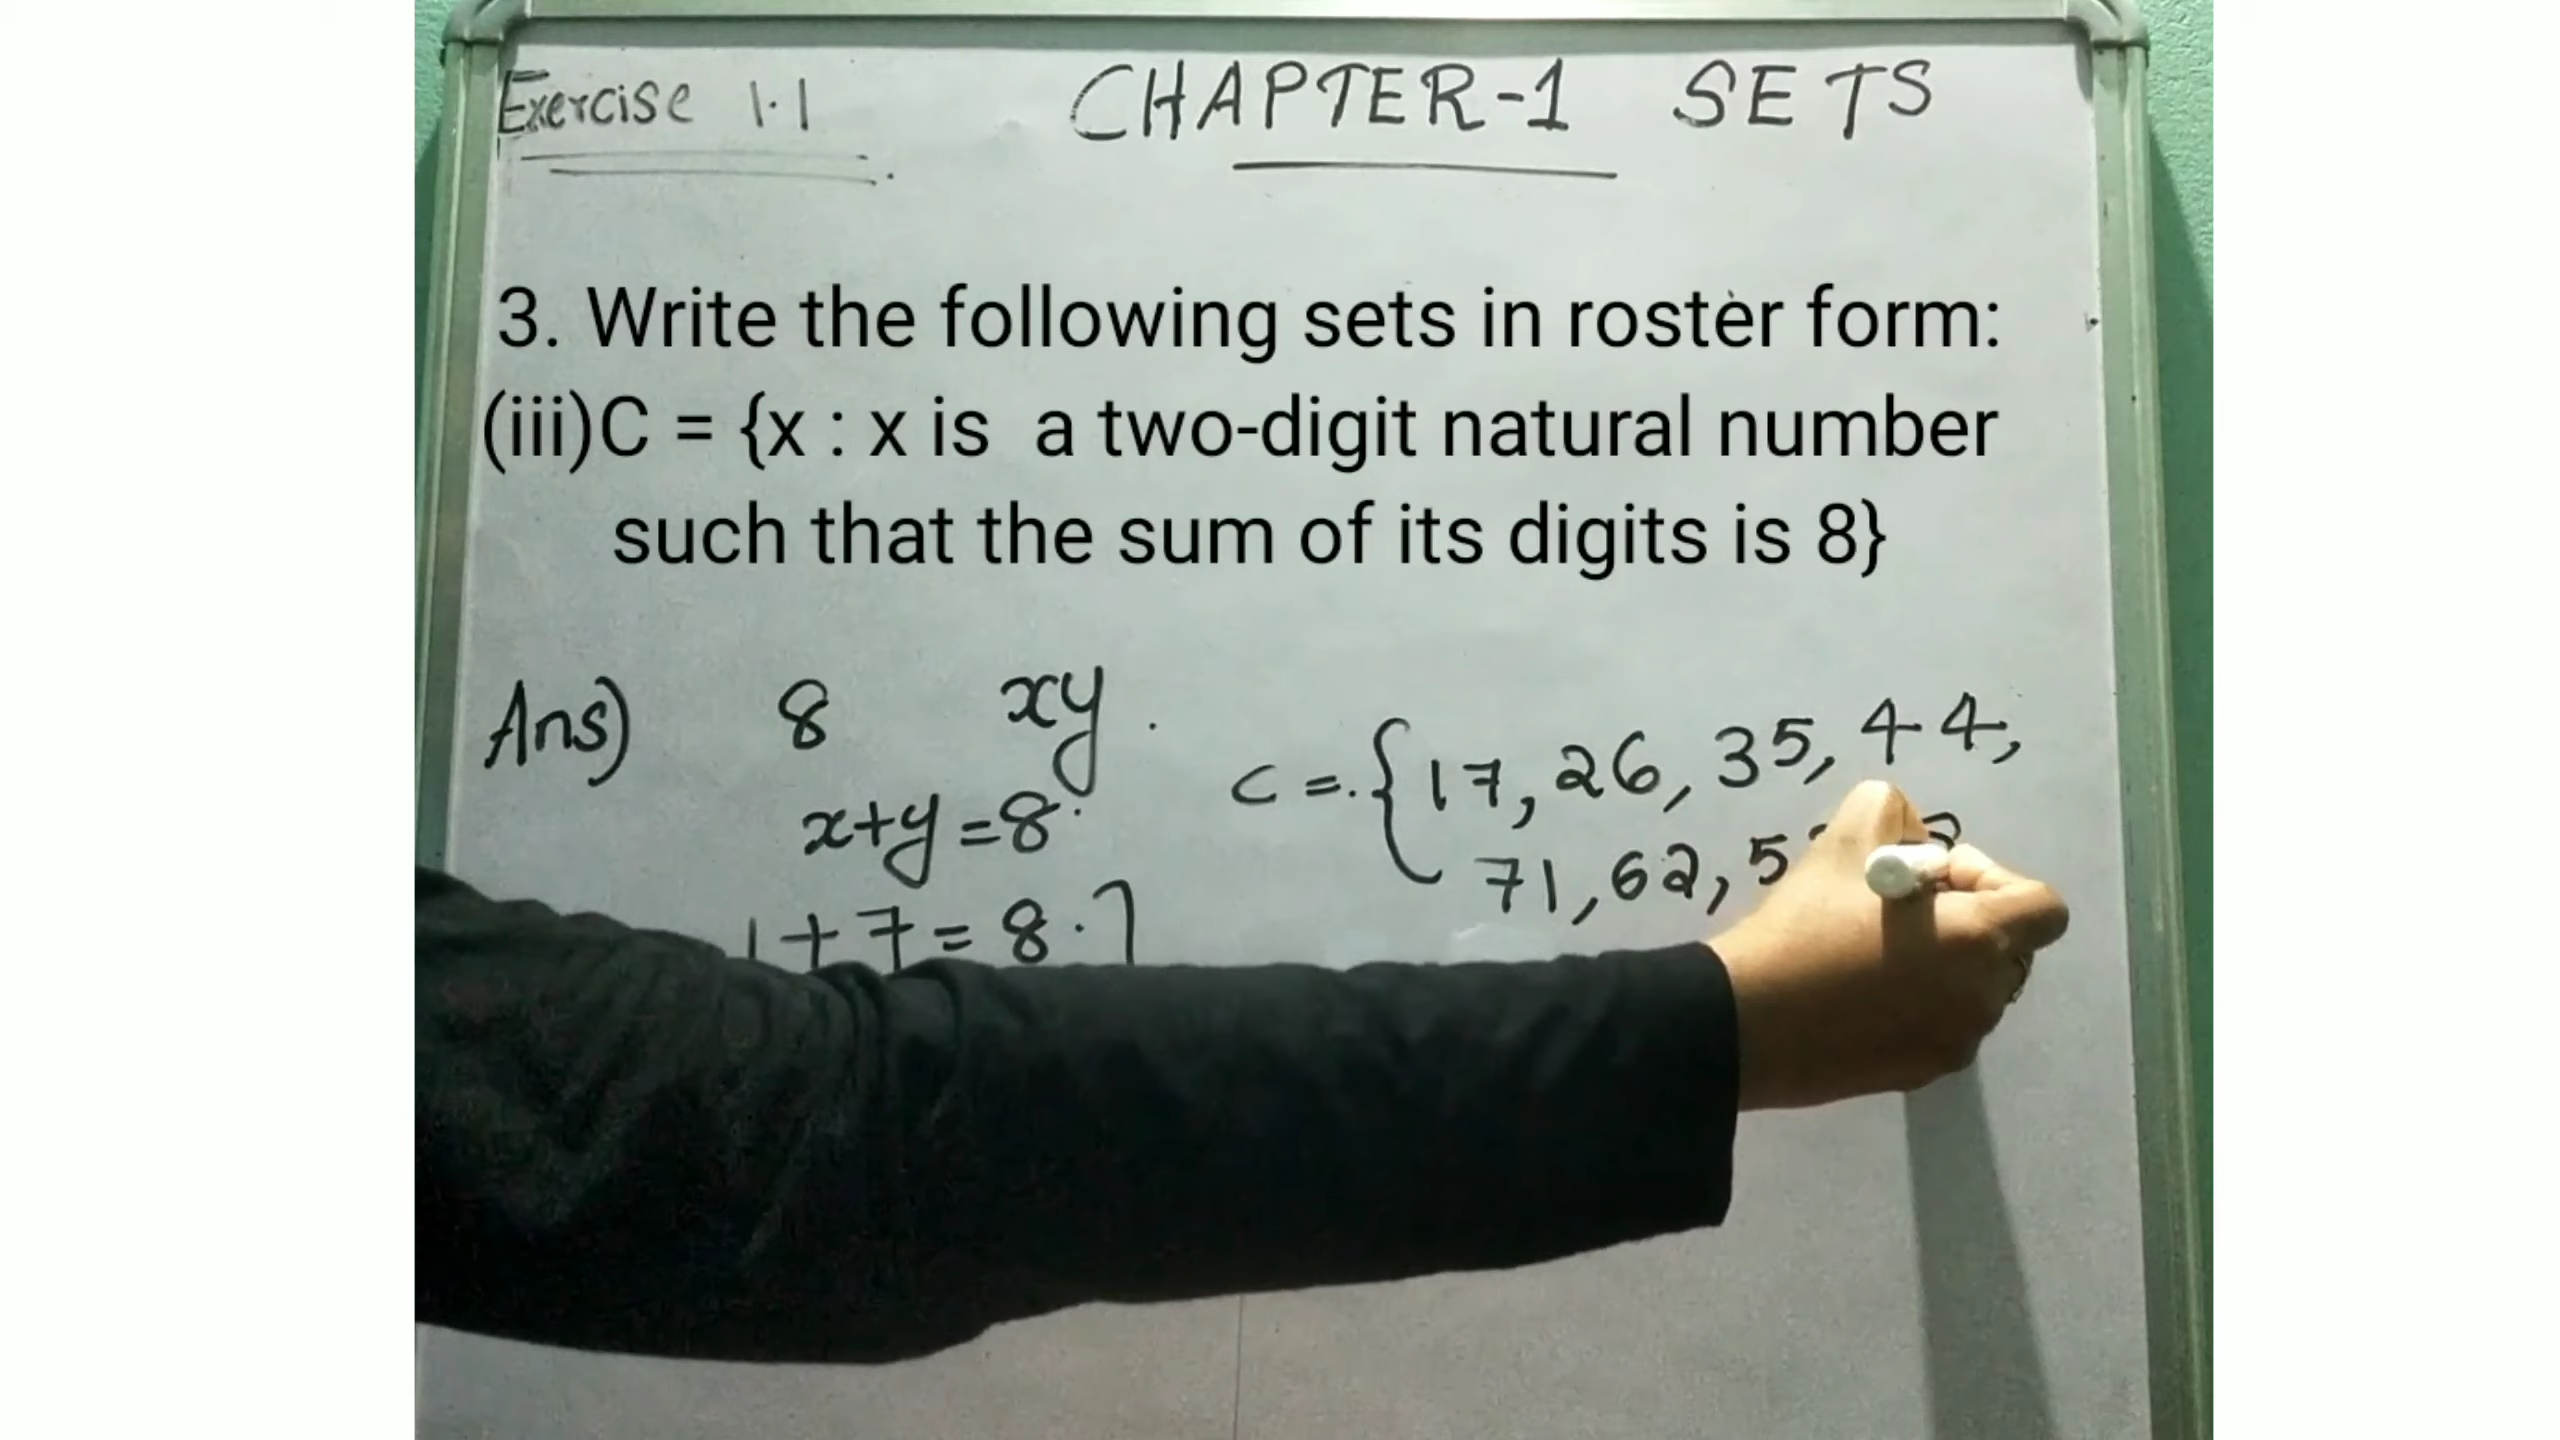 Exercise 1.1 CHAPTER-1 SETS
3. Write the following sets in roster form:
(iii)C = {x : x is a two-digit natural number
such that the sum of its digits is 8}
Ans) 8 xy.
x+y=8.
1+7=8.]
C =. {17, 26, 35, 44,
71, 62, 5